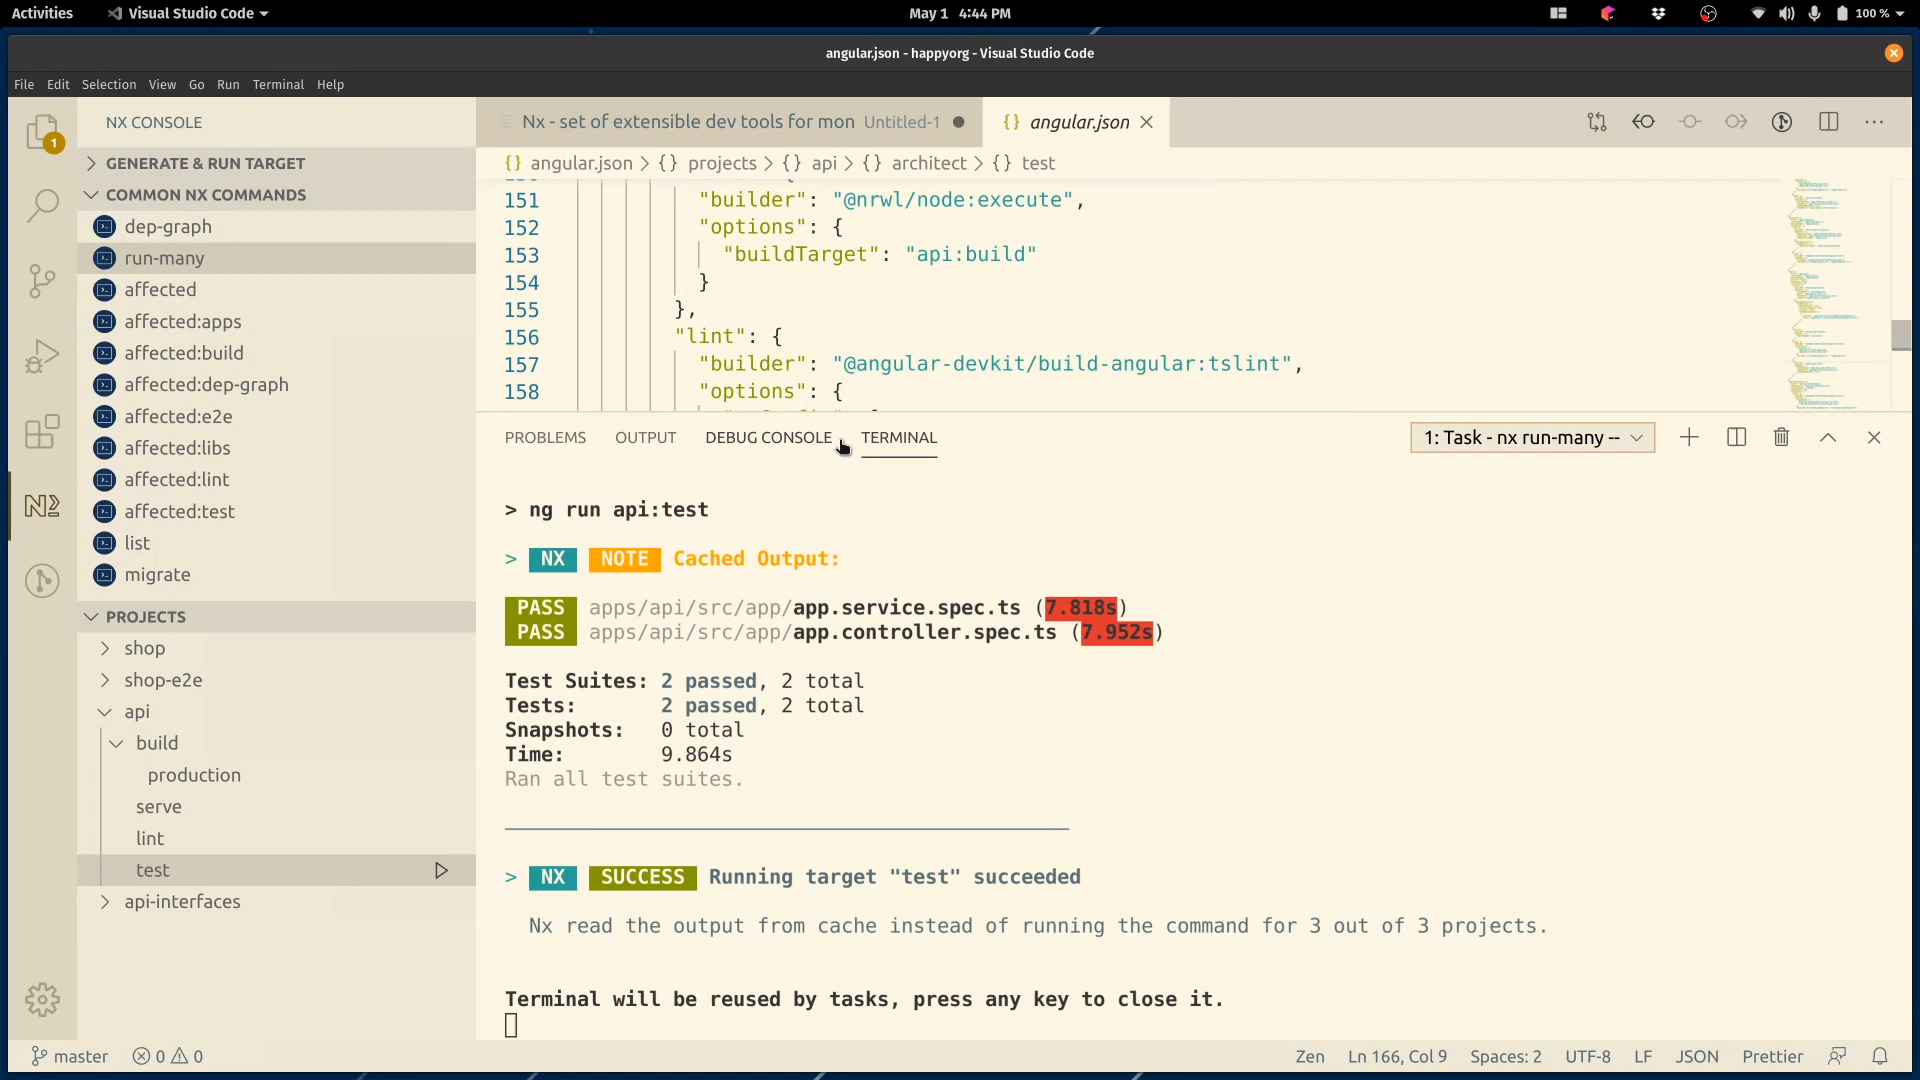 Activities
Visual Studio Code
May 1 4:44 PM
100 %
angular.json - happyorg - Visual Studio Code
File Edit Selection View Go Run Terminal Help
1
NX CONSOLE
GENERATE & RUN TARGET
COMMON NX COMMANDS
dep-graph
run-many
affected
affected:apps
affected:build
affected:dep-graph
affected:e2e
affected:libs
affected:lint
affected:test
list
migrate
PROJECTS
shop
shop-e2e
api
build
production
serve
lint
test
api-interfaces
Nx - set of extensible dev tools for mon Untitled-1
{} angular.json
{} angular.json > {} projects > {} api > {} architect > {} test
151 "builder": "@nrwl/node:execute",
152 "options": {
153 "buildTarget": "api:build"
154 }
155 },
156 "lint": {
157 "builder": "@angular-devkit/build-angular:tslint",
158 "options": {
PROBLEMS OUTPUT DEBUG CONSOLE TERMINAL
1: Task - nx run-many --
> ng run api:test
> NX NOTE Cached Output:
PASS apps/api/src/app/app.service.spec.ts (7.818s)
PASS apps/api/src/app/app.controller.spec.ts (7.952s)
Test Suites: 2 passed, 2 total
Tests: 2 passed, 2 total
Snapshots: 0 total
Time: 9.864s
Ran all test suites.
> NX SUCCESS Running target "test" succeeded
Nx read the output from cache instead of running the command for 3 out of 3 projects.
Terminal will be reused by tasks, press any key to close it.
master 0 0
Zen Ln 166, Col 9 Spaces: 2 UTF-8 LF JSON Prettier